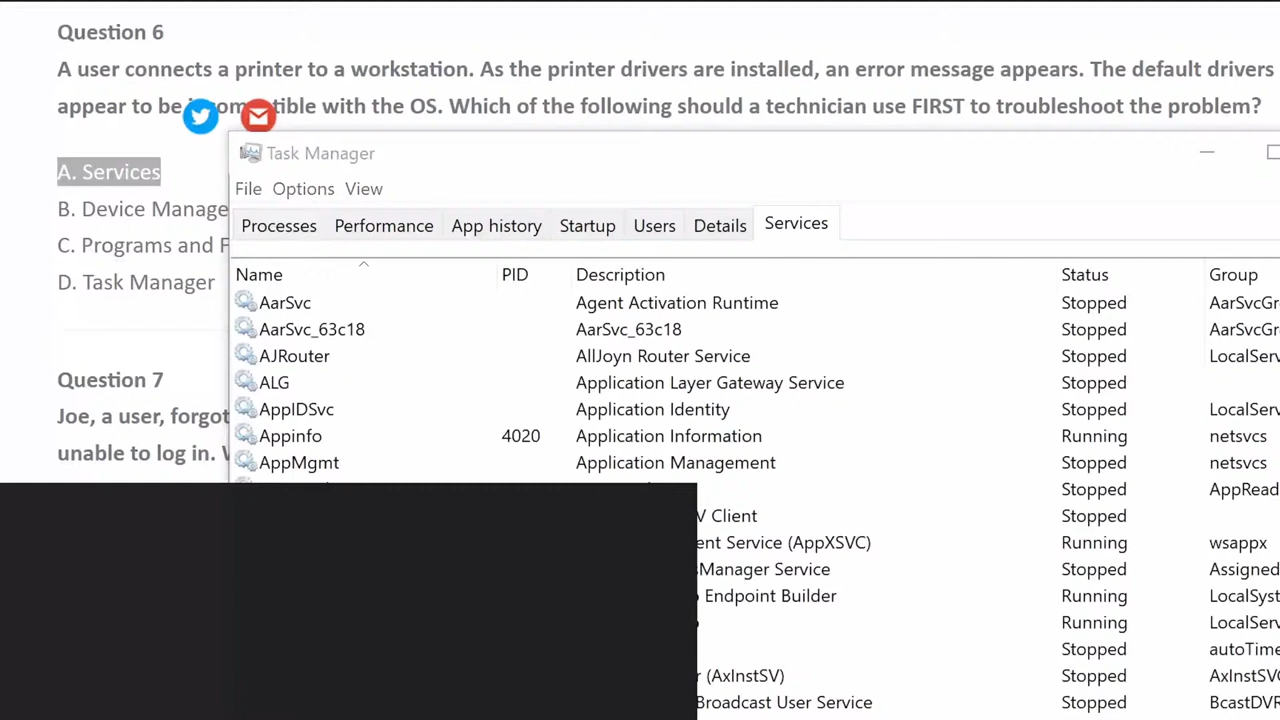 Question 6
A user connects a printer to a workstation. As the printer drivers are installed, an error message appears. The default drivers
appear to be with the OS. Which of the following should a technician use FIRST to troubleshoot the problem?
Task Manager
A. Services
File Options View
B. Device Manage
Processes Performance App history Startup Users Details Services
C. Programs and F
Name PID Description Status Group
D. Task Manager
AarSvc Agent Activation Runtime Stopped AarSvcGr
AarSvc_63c18 AarSvc_63c18 Stopped AarSvcGr
AJRouter AllJoyn Router Service Stopped LocalServ
Question 7
ALG Application Layer Gateway Service Stopped
Joe, a user, forgot
AppIDSvc Application Identity Stopped LocalServ
Appinfo 4020 Application Information Running netsvcs
unable to log in.
AppMgmt Application Management Stopped netsvcs
Stopped AppRead
V Client Stopped
ent Service (AppXSVC) Running wsappx
sManager Service Stopped Assigned
Endpoint Builder Running LocalSyst
Running LocalServ
Stopped autoTime
r (AxInstSV) Stopped AxInstSV
Broadcast User Service Stopped BcastDVR